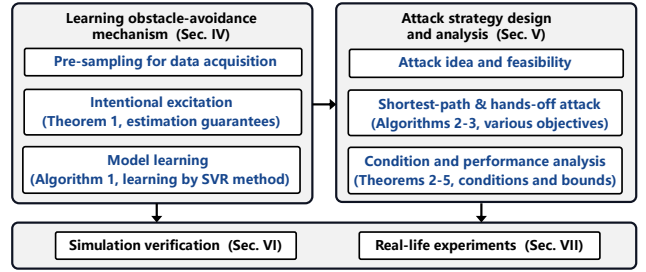 Learning obstacle-avoidance
mechanism (Sec. IV)
Pre-sampling for data acquisition
Intentional excitation
(Theorem 1, estimation guarantees)
Model learning
(Algorithm 1, learning by SVR method)
Attack strategy design
and analysis (Sec. V)
Attack idea and feasibility
Shortest-path & hands-off attack
(Algorithms 2-3, various objectives)
Condition and performance analysis
(Theorems 2-5, conditions and bounds)
Simulation verification (Sec. VI)
Real-life experiments (Sec. VII)